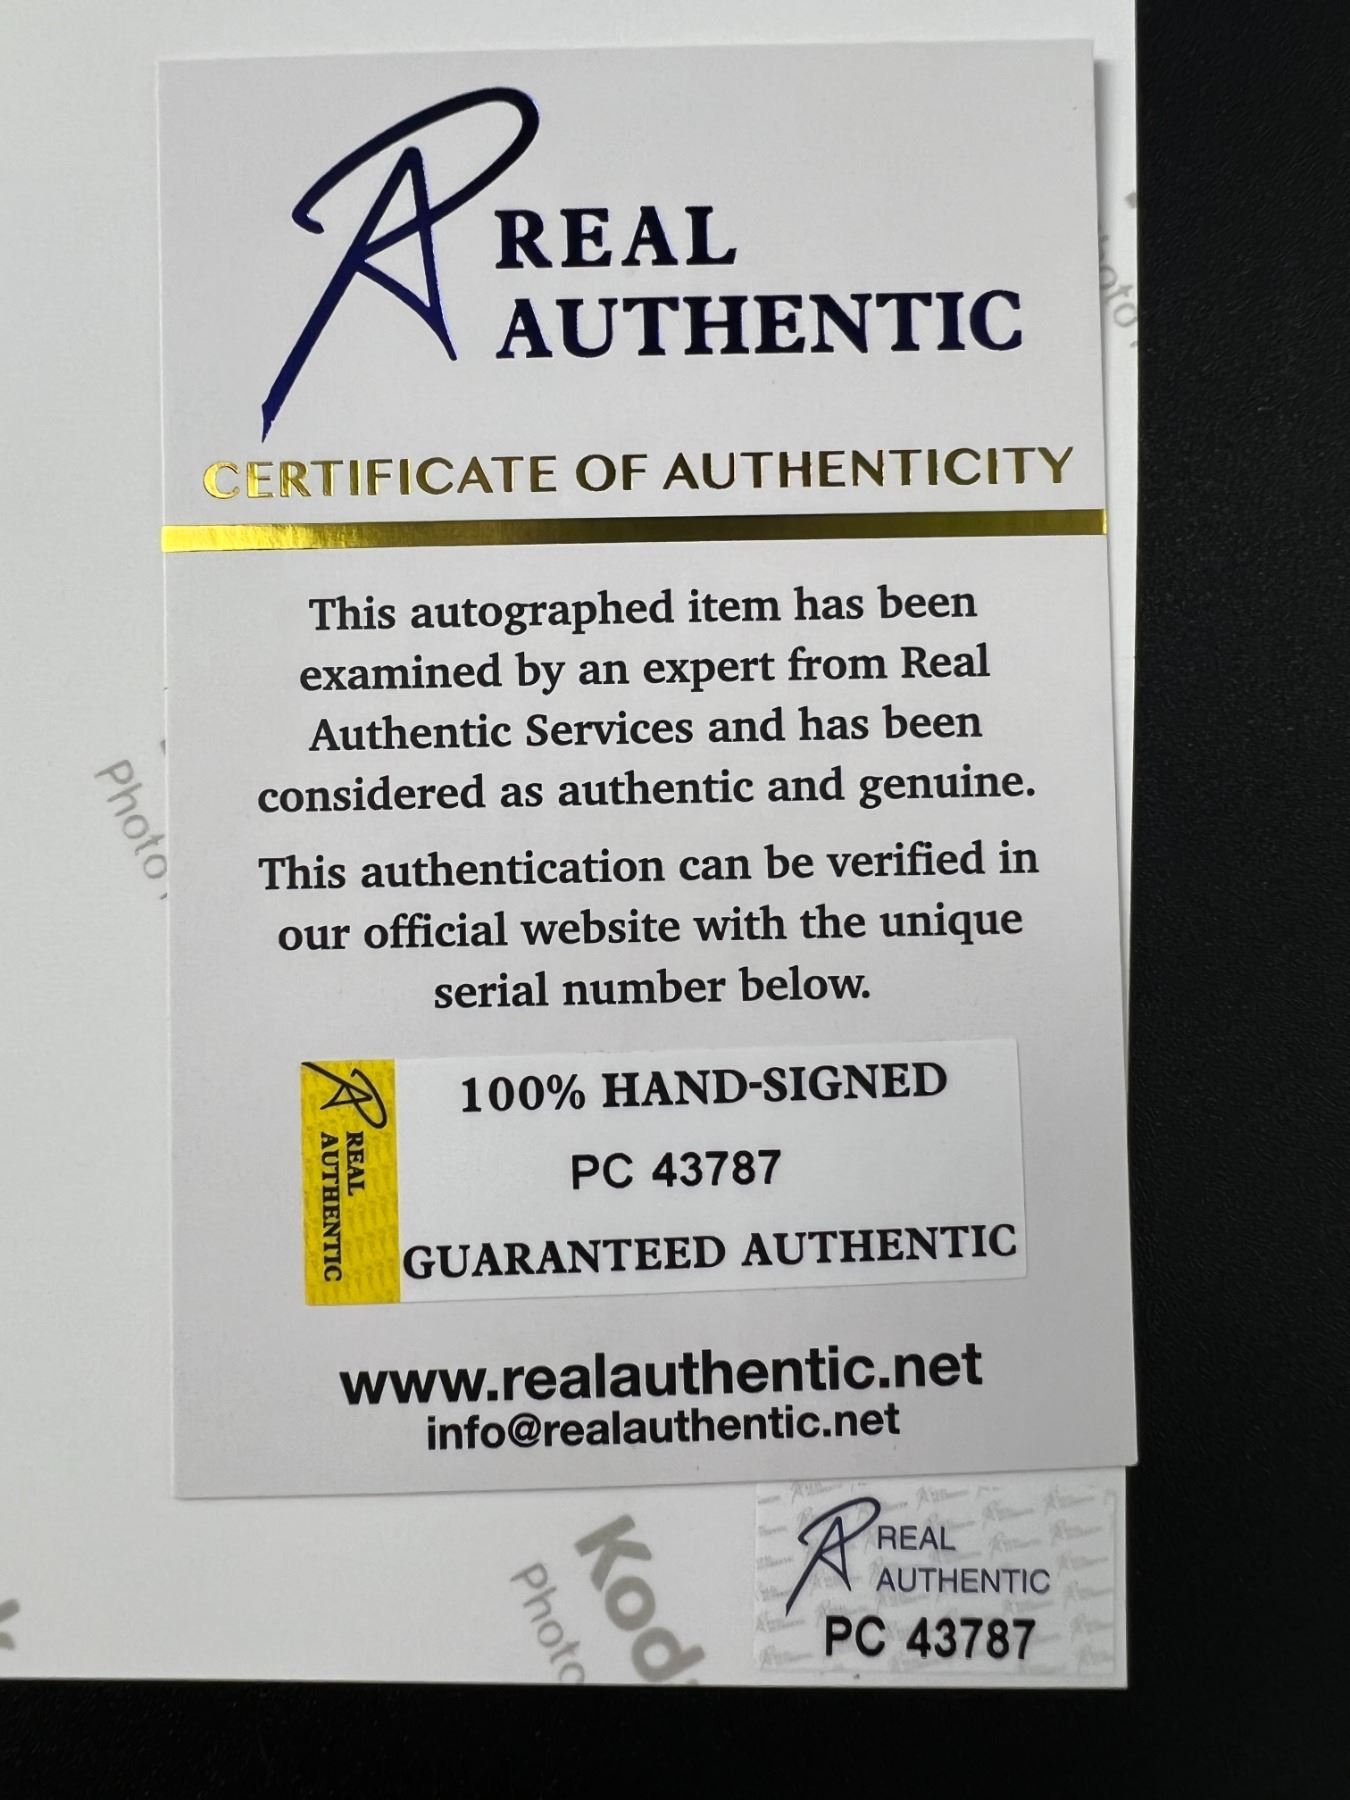 REAL
AUTHENTIC
CERTIFICATE OF AUTHENTICITY
This autographed item has been
examined by an expert from Real
Authentic Services and has been
considered as authentic and genuine.
This authentication can be verified in
our official website with the unique
serial number below.
REAL
AUTHENTIC
100% HAND-SIGNED
PC 43787
GUARANTEED AUTHENTIC
www.realauthentic.net
info@realauthentic.net
REAL
AUTHENTIC
PC 43787
Photo
Kod
Photo